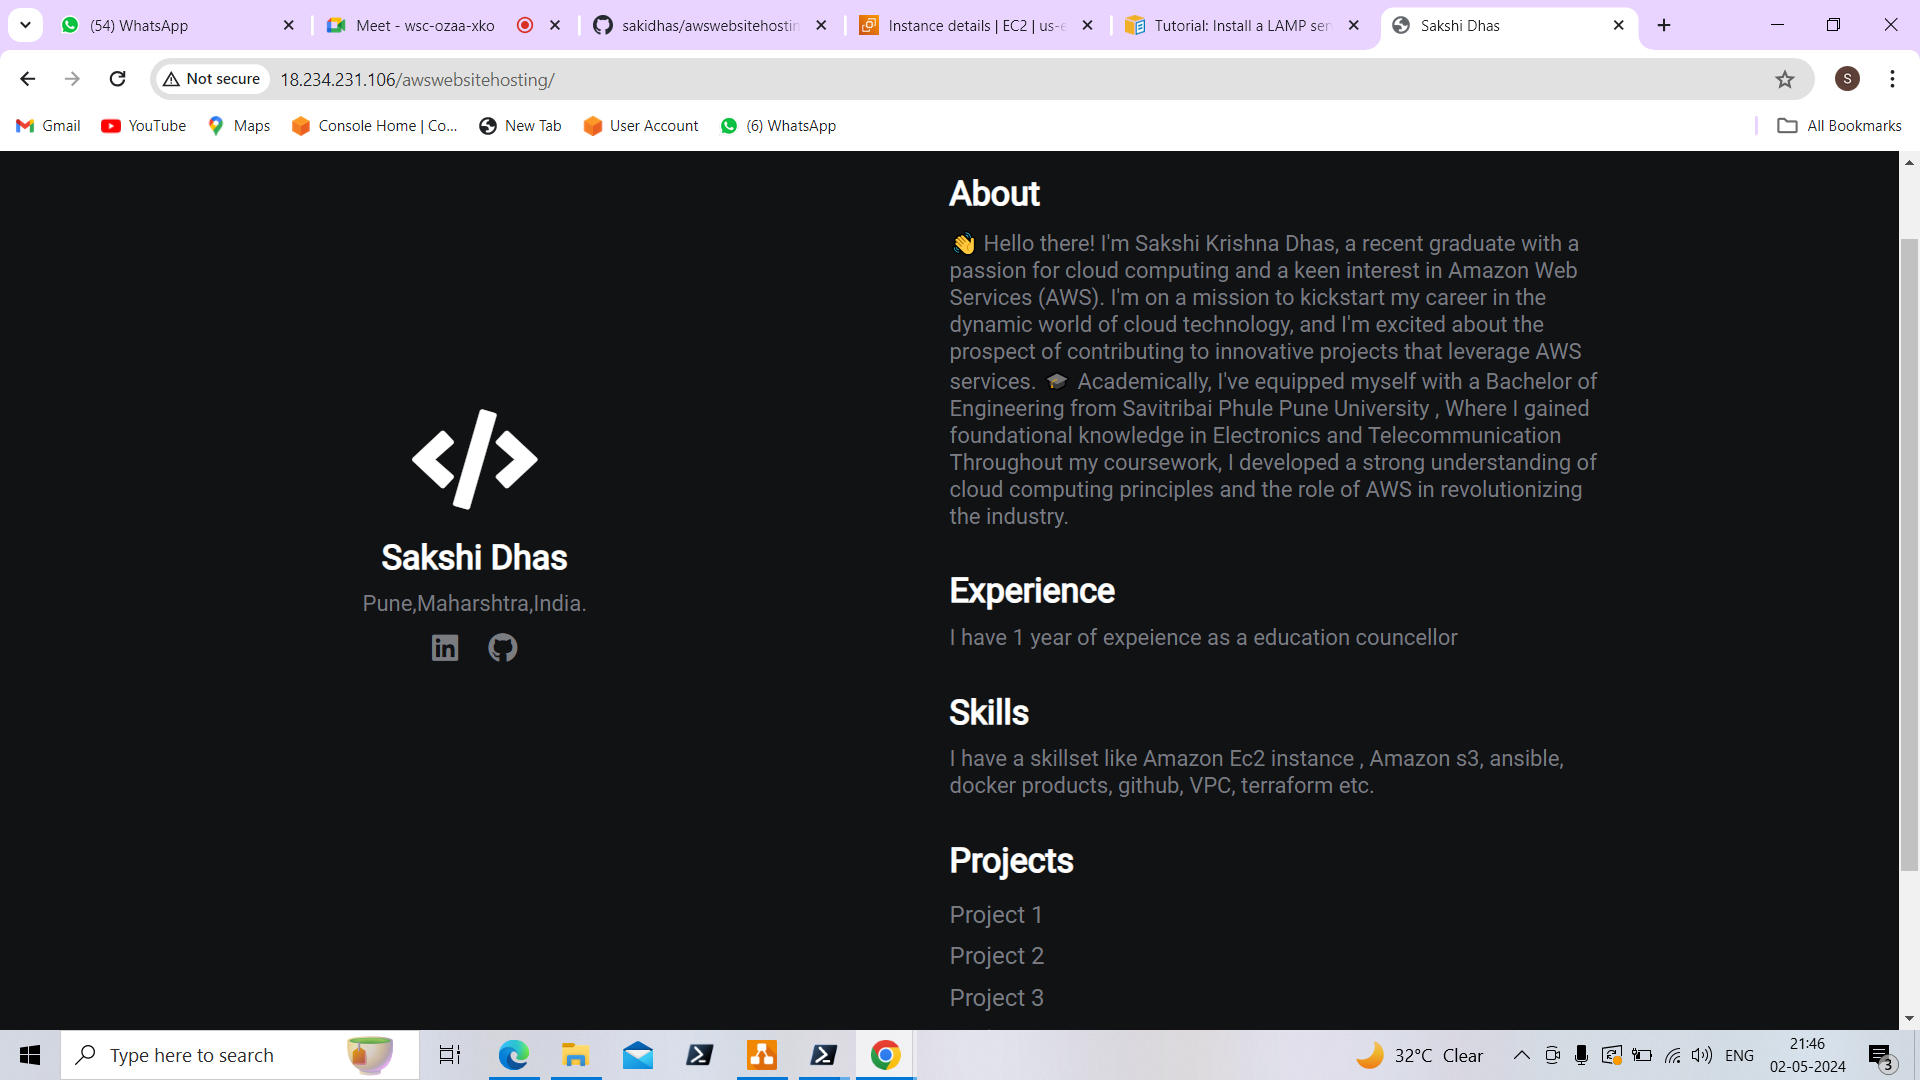 (54) WhatsApp
Meet - wsc-ozaa-xko
sakidhas/awswebsitehostin
Instance details | EC2 | us-e
Tutorial: Install a LAMP ser
Sakshi Dhas
Not secure
18.234.231.106/awswebsitehosting/
S
Gmail
YouTube
Maps
Console Home | Co...
New Tab
User Account
(6) WhatsApp
All Bookmarks
Sakshi Dhas
Pune,Maharshtra,India.
in
About
👋 Hello there! I'm Sakshi Krishna Dhas, a recent graduate with a
passion for cloud computing and a keen interest in Amazon Web
Services (AWS). I'm on a mission to kickstart my career in the
dynamic world of cloud technology, and I'm excited about the
prospect of contributing to innovative projects that leverage AWS
services. 🎓 Academically, I've equipped myself with a Bachelor of
Engineering from Savitribai Phule Pune University , Where I gained
foundational knowledge in Electronics and Telecommunication
Throughout my coursework, I developed a strong understanding of
cloud computing principles and the role of AWS in revolutionizing
the industry.
Experience
I have 1 year of expeience as a education councellor
Skills
I have a skillset like Amazon Ec2 instance , Amazon s3, ansible,
docker products, github, VPC, terraform etc.
Projects
Project 1
Project 2
Project 3
Type here to search
32°C Clear
ENG
21:46
02-05-2024
3